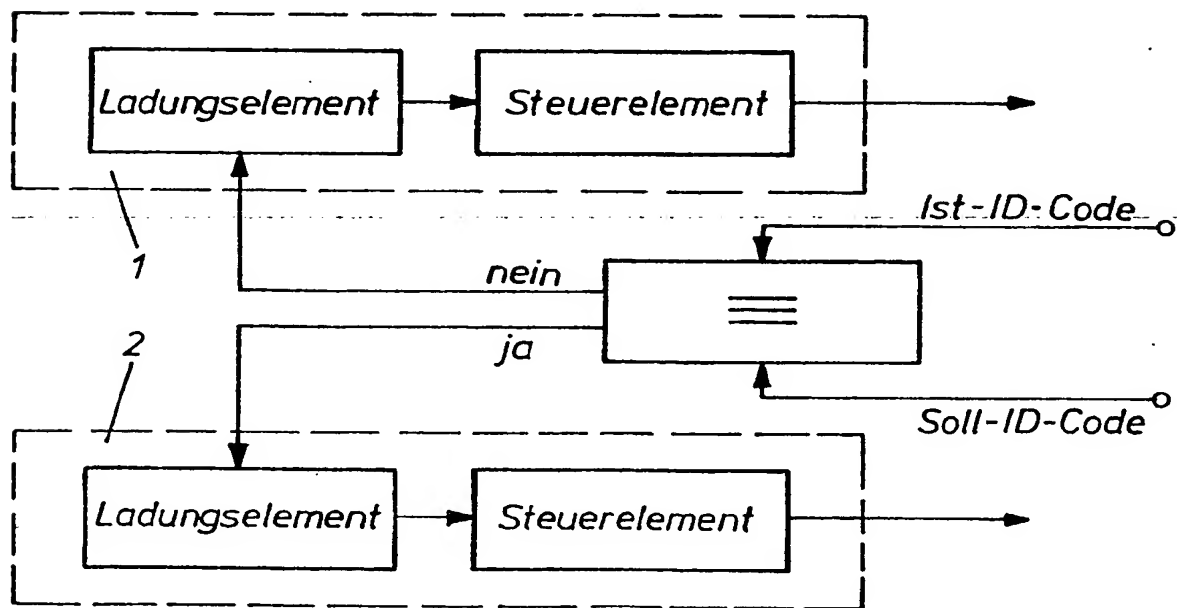 Ladungselement
Steuerelement
1
Ist-ID-Code
nein
≡
ja
2
Soll-ID-Code
Ladungselement
Steuerelement